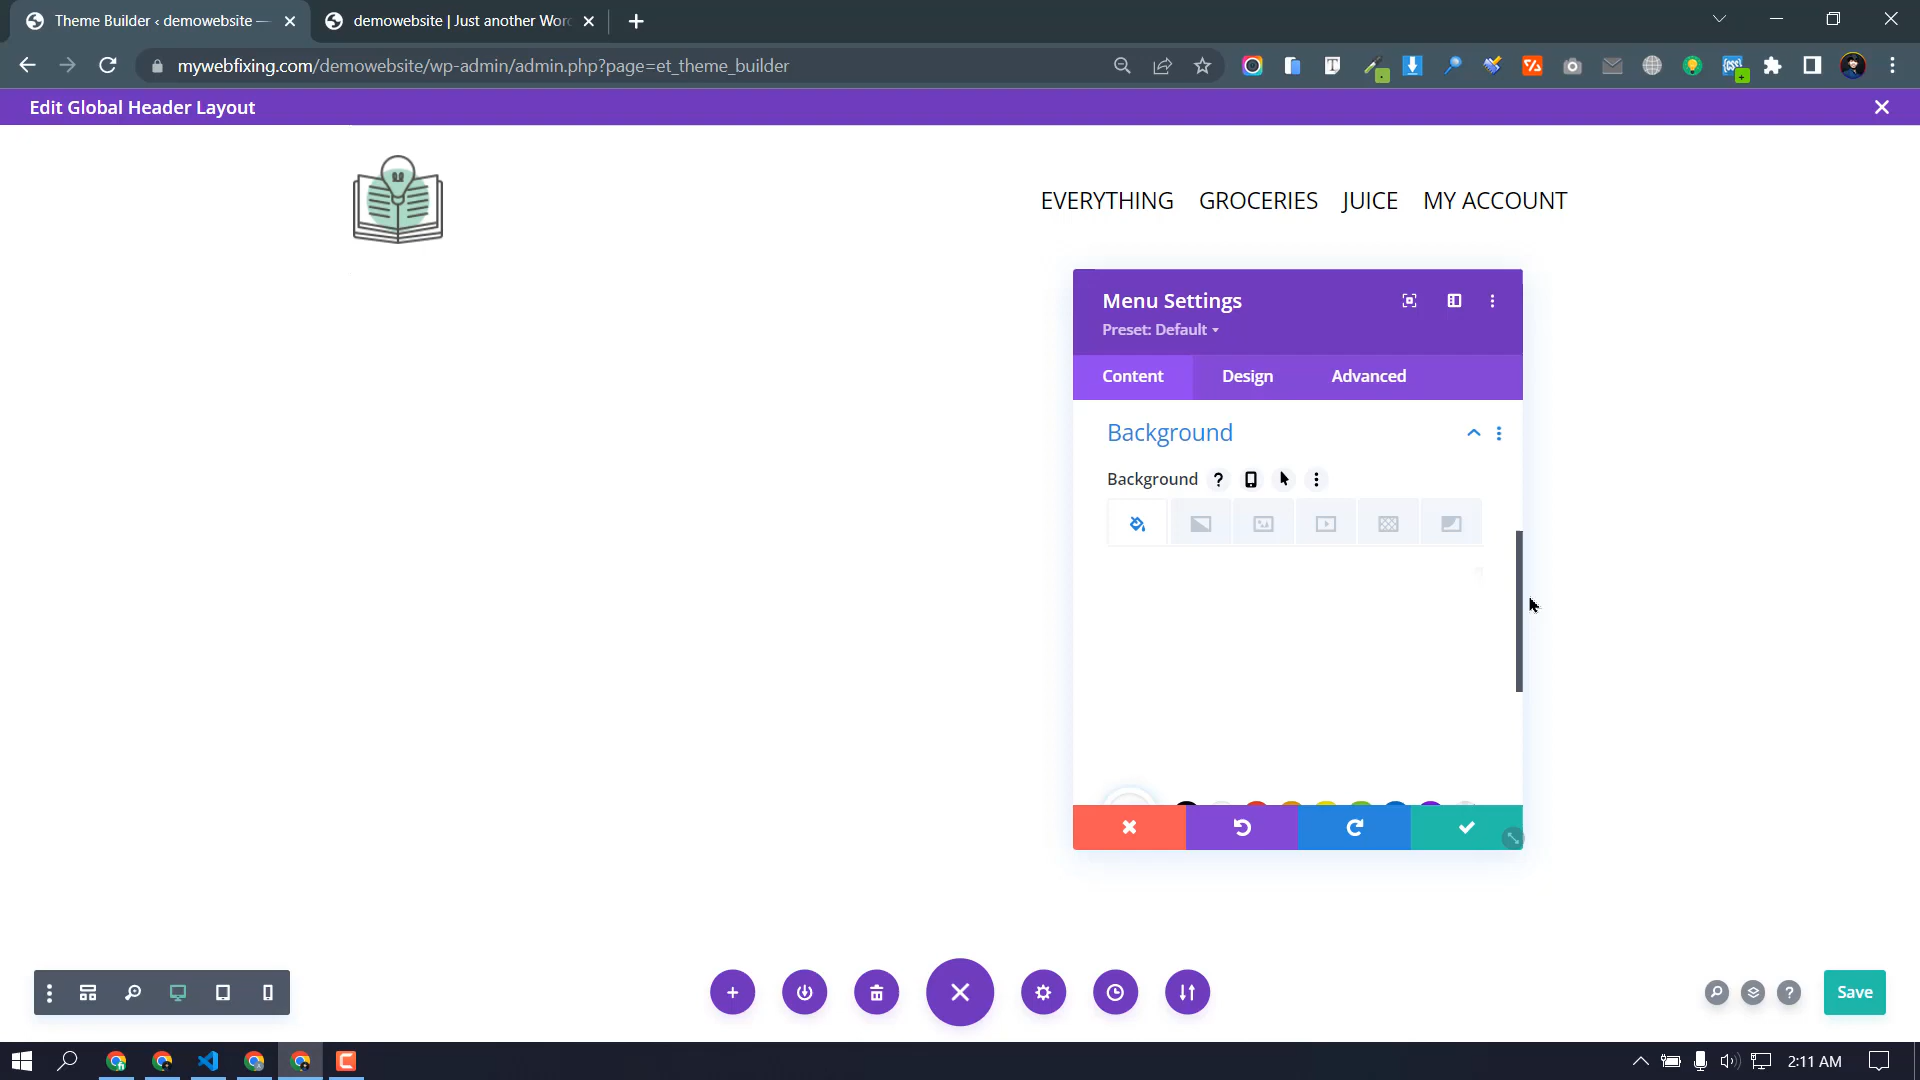 Theme Builder ‹ demowebsite —
demowebsite | Just another Wor
mywebfixing.com/demowebsite/wp-admin/admin.php?page=et_theme_builder
Edit Global Header Layout
EVERYTHING GROCERIES JUICE MY ACCOUNT
Menu Settings
Preset: Default
Content Design Advanced
Background
Background
Save
2:11 AM